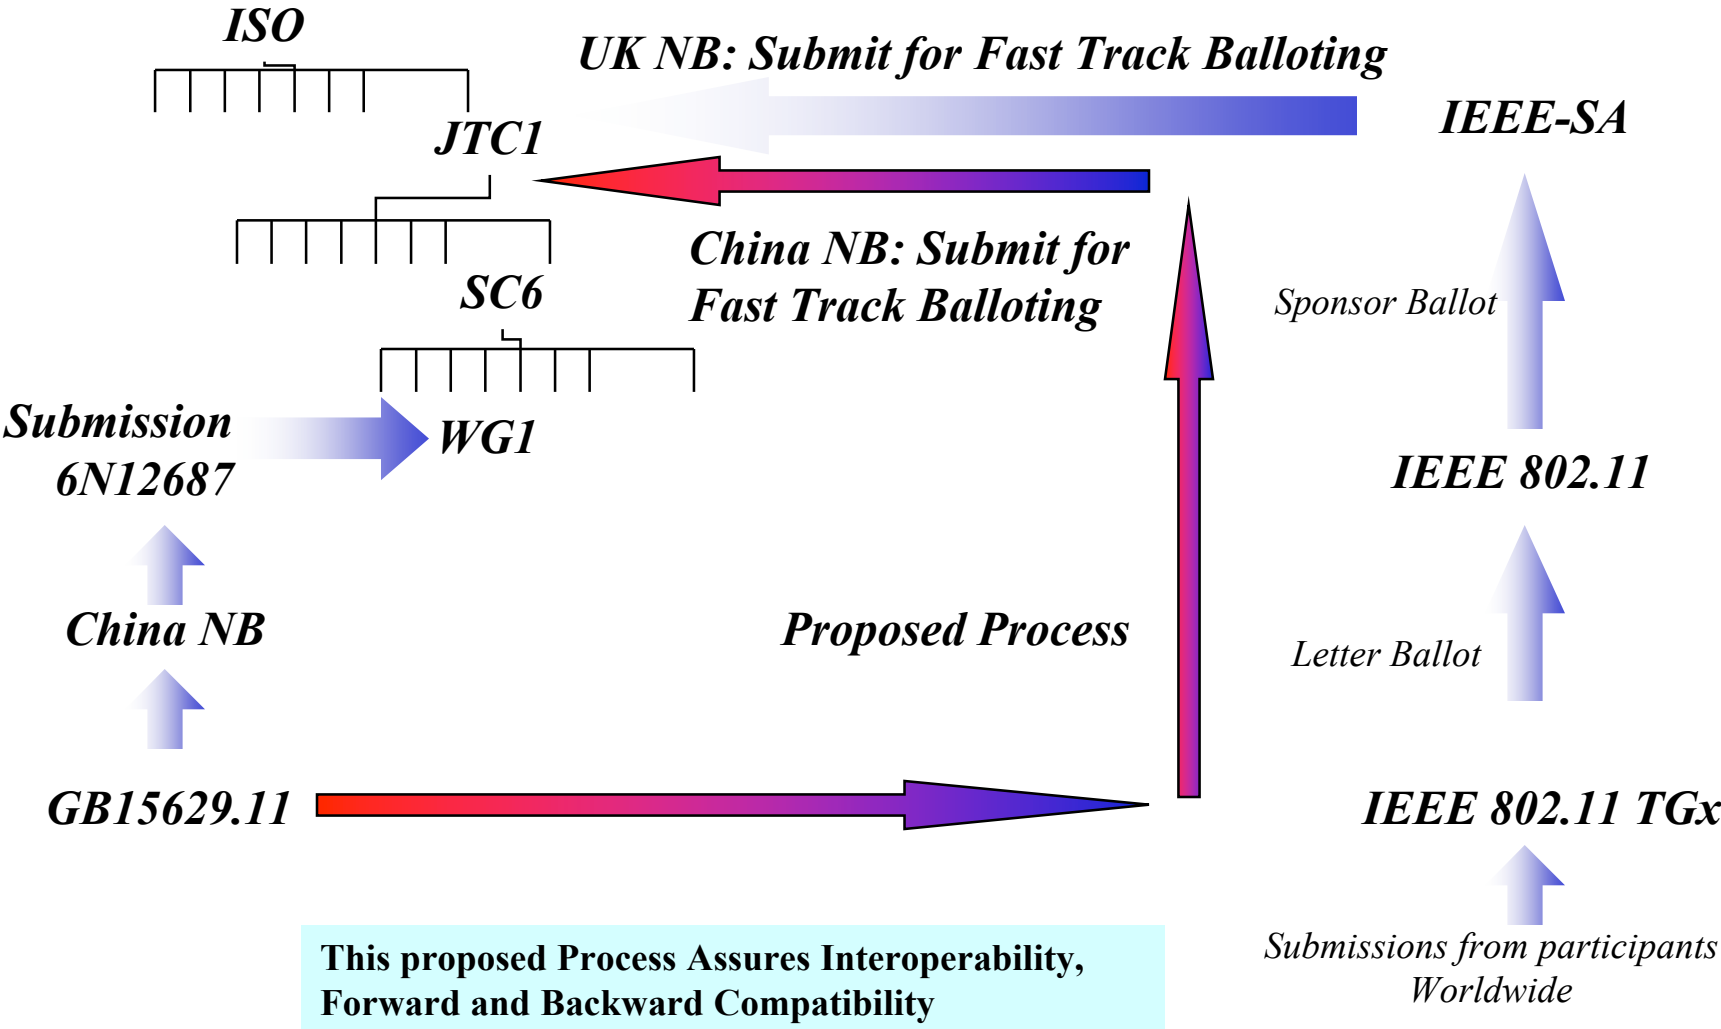 ISO
UK NB: Submit for Fast Track Balloting
IEEE-SA
JTC1
China NB: Submit for
Fast Track Balloting
SC6
Sponsor Ballot
Submission
6N12687
WG1
IEEE 802.11
China NB
Proposed Process
Letter Ballot
GB15629.11
IEEE 802.11 TGx
This proposed Process Assures Interoperability,
Forward and Backward Compatibility
Submissions from participants
Worldwide